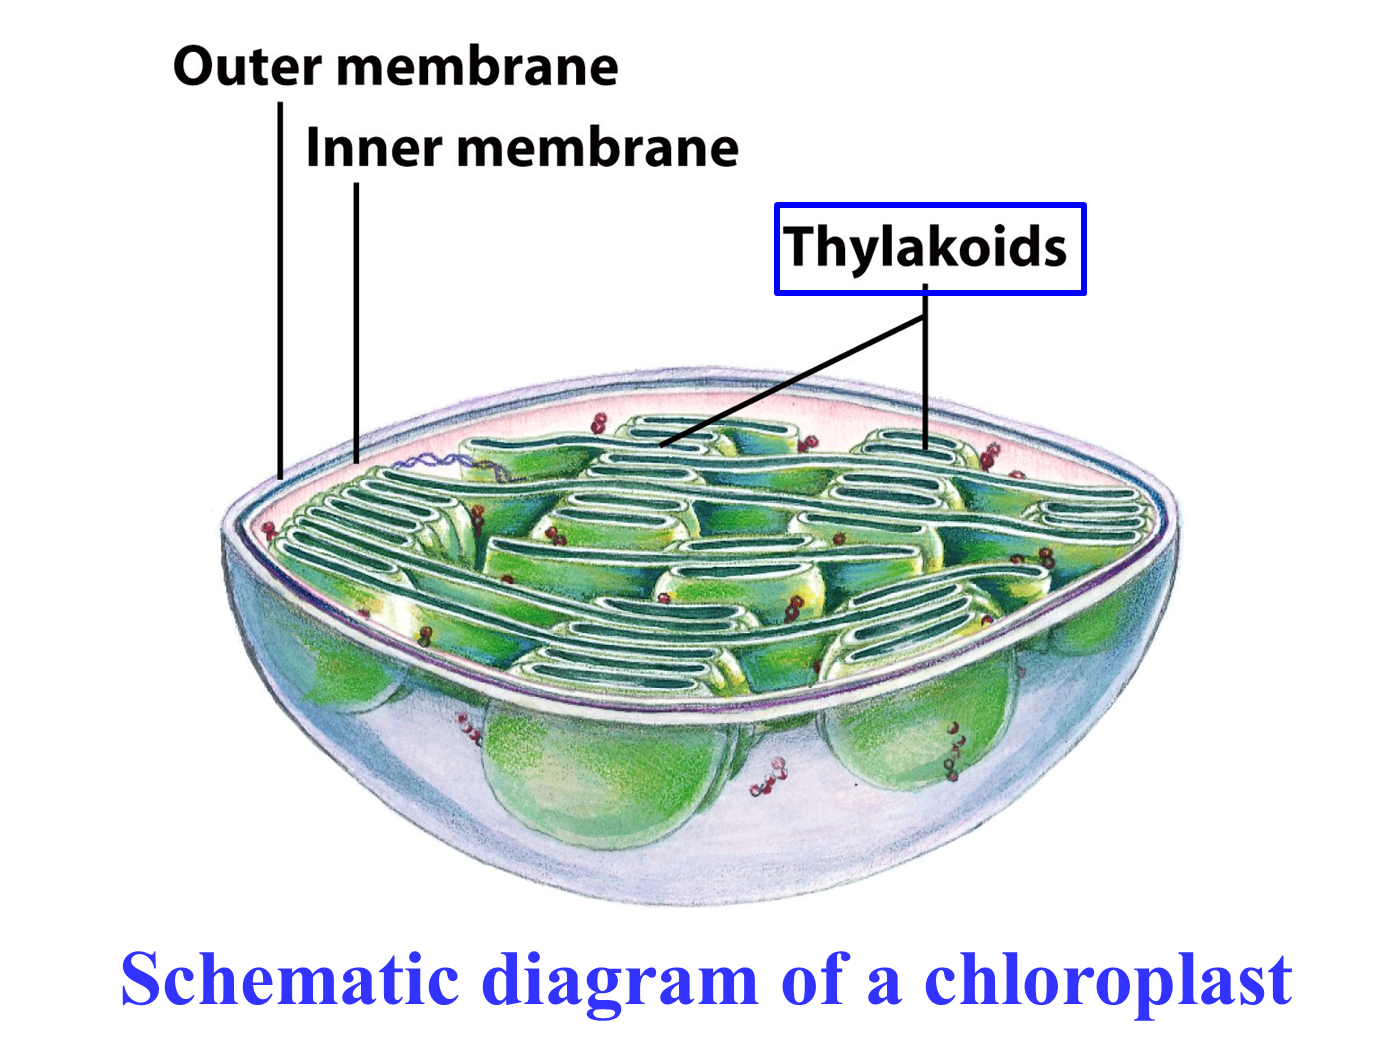 Outer membrane
Inner membrane
Thylakoids
Schematic diagram of a chloroplast